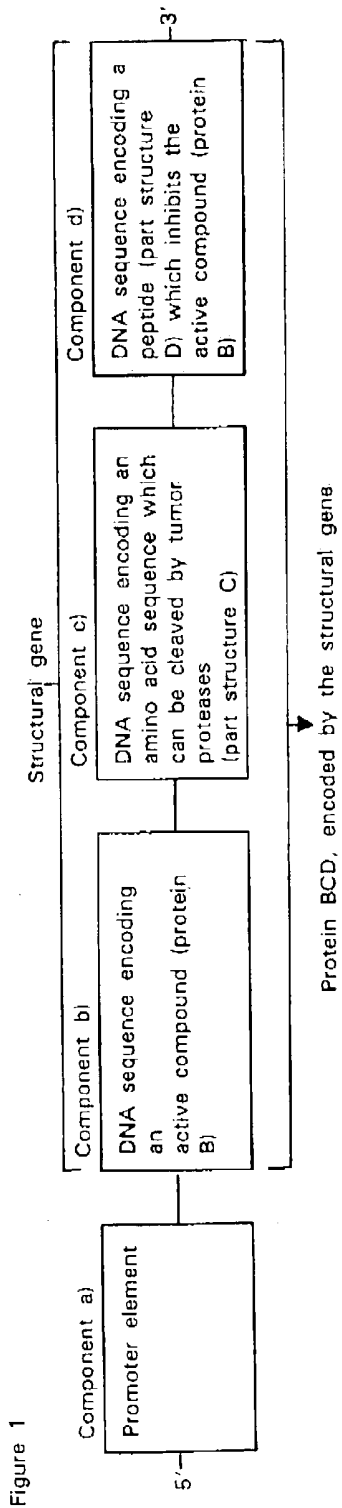 Figure 1
Structural gene
Component a)
Component b)
Component c)
Component d)
5'
Promoter element
DNA sequence encoding
an
active compound (protein
B)
DNA sequence encoding an
amino acid sequence which
can be cleaved by tumor
proteases
(part structure C)
DNA sequence encoding a
peptide (part structure
D) which inhibits the
active compound (protein
B)
3'
Protein BCD, encoded by the structural gene